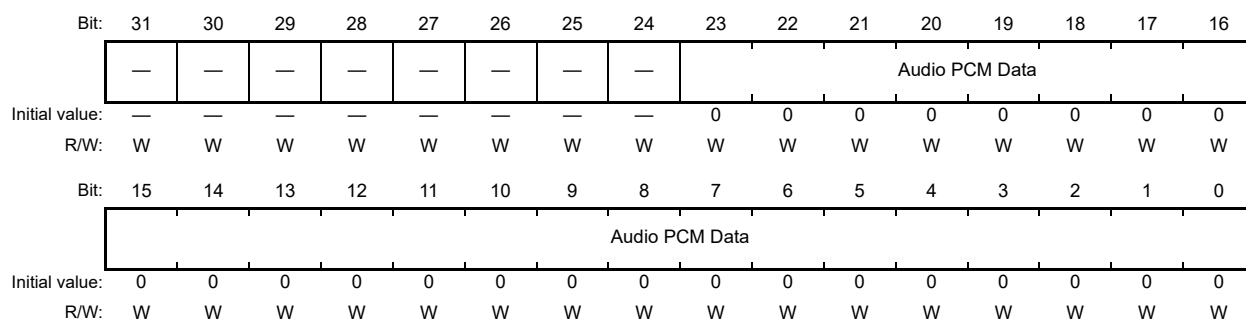 Bit: 31 30 29 28 27 26 25 24 23 22 21 20 19 18 17 16
— — — — — — — — Audio PCM Data
Initial value: — — — — — — — — 0 0 0 0 0 0 0 0
R/W: W W W W W W W W W W W W W W W W
Bit: 15 14 13 12 11 10 9 8 7 6 5 4 3 2 1 0
Audio PCM Data
Initial value: 0 0 0 0 0 0 0 0 0 0 0 0 0 0 0 0
R/W: W W W W W W W W W W W W W W W W